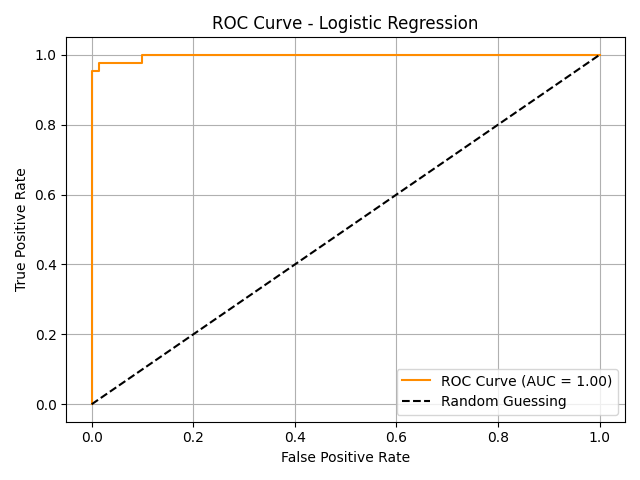 ROC Curve - Logistic Regression
True Positive Rate
1.0
0.8
0.6
0.4
0.2
0.0
ROC Curve (AUC = 1.00)
Random Guessing
0.0 0.2 0.4 0.6 0.8 1.0
False Positive Rate